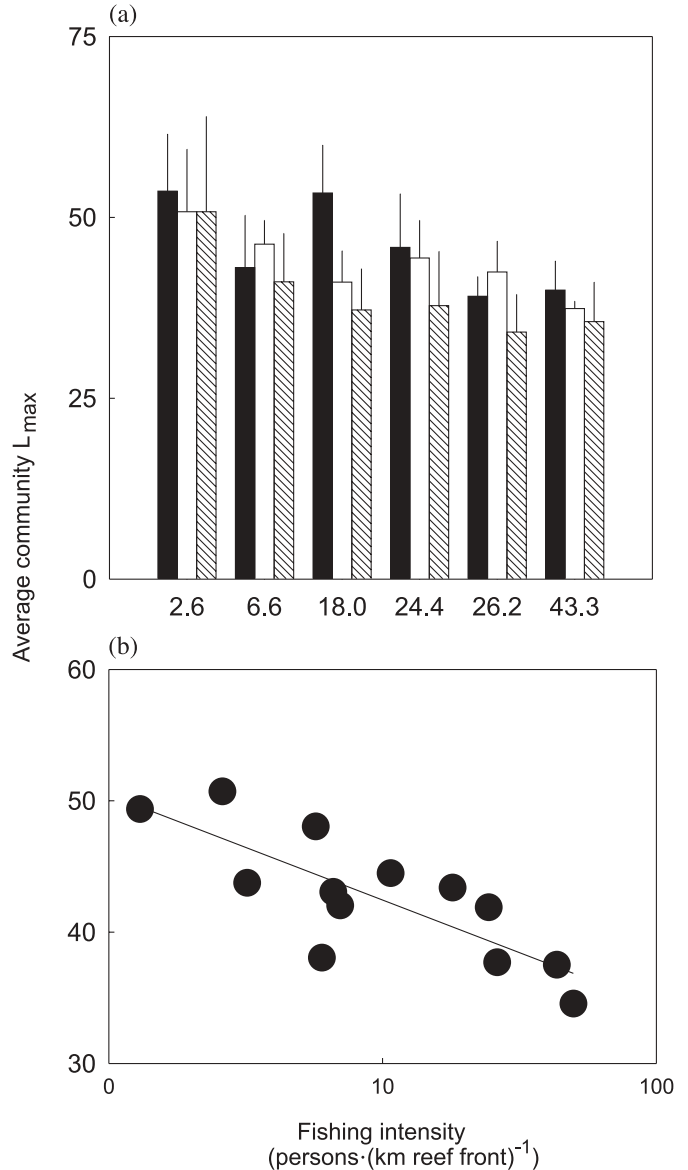 (a)
75
50
25
0
2.6 6.6 18.0 24.4 26.2 43.3
Average community Lmax
(b)
60
50
40
30
0 10 100
Fishing intensity
(persons·(km reef front)⁻¹)